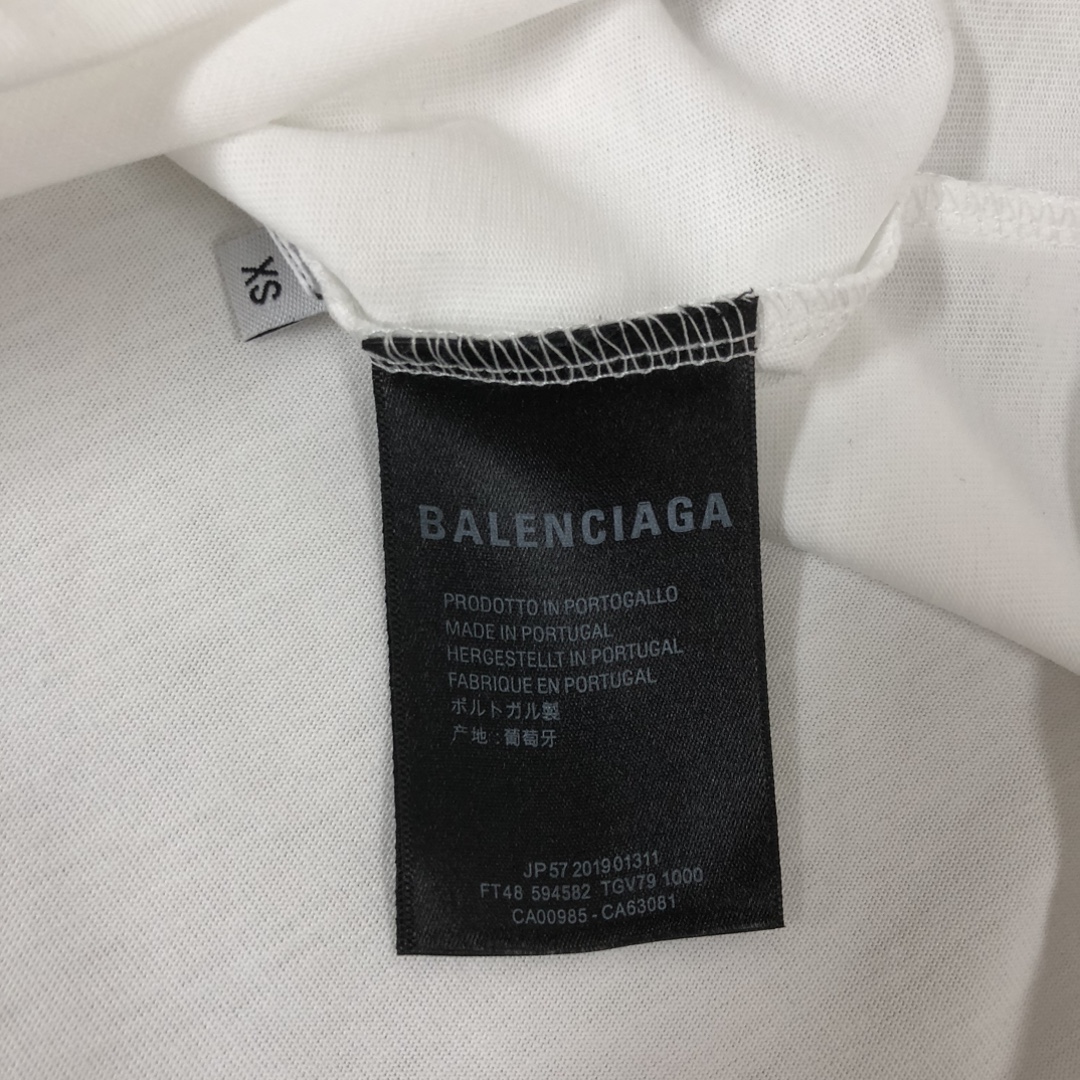 XS
BALENCIAGA
PRODOTTO IN PORTOGALLO
MADE IN PORTUGAL
HERGESTELLT IN PORTUGAL
FABRIQUE EN PORTUGAL
ポルトガル製
产地 : 葡萄牙
JP57 201901311
FT48 594582 TGV79 1000
CA00985 - CA63081